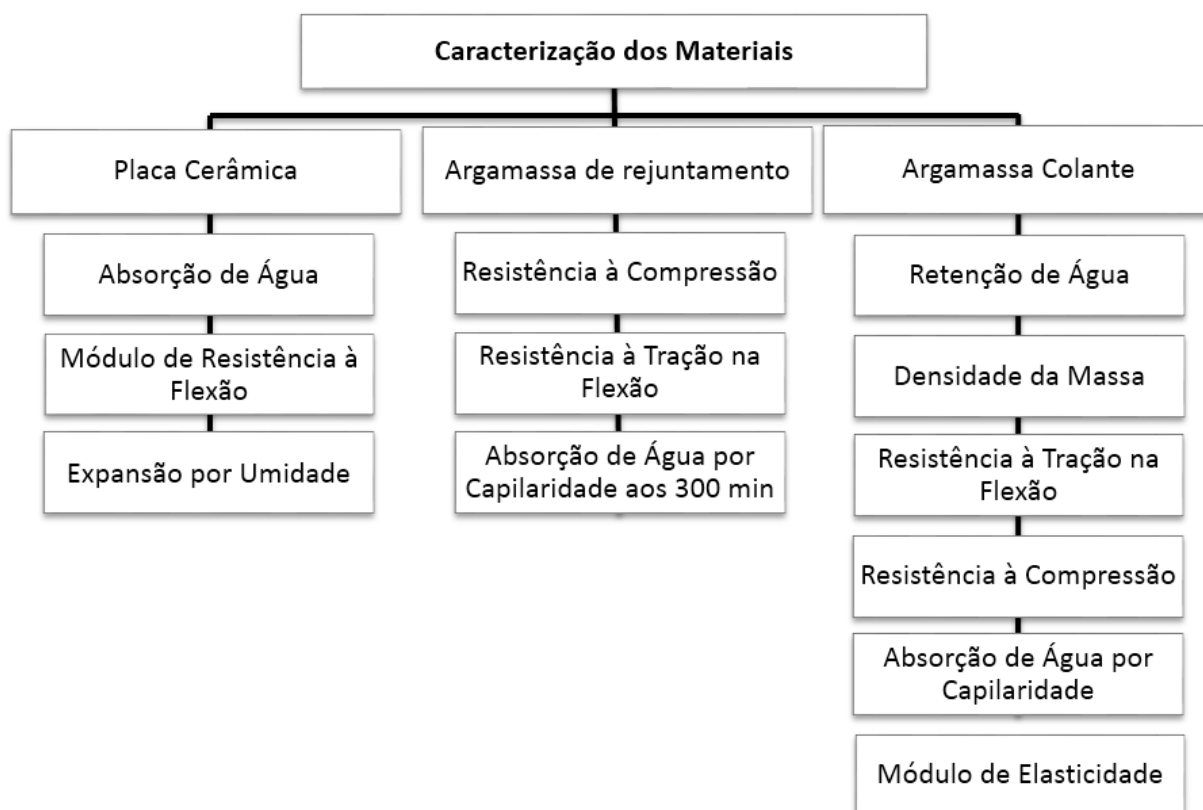 Caracterização dos Materiais
Placa Cerâmica
Absorção de Água
Módulo de Resistência à
Flexão
Expansão por Umidade
Argamassa de rejuntamento
Resistência à Compressão
Resistência à Tração na
Flexão
Absorção de Água por
Capilaridade aos 300 min
Argamassa Colante
Retenção de Água
Densidade da Massa
Resistência à Tração na
Flexão
Resistência à Compressão
Absorção de Água por
Capilaridade
Módulo de Elasticidade